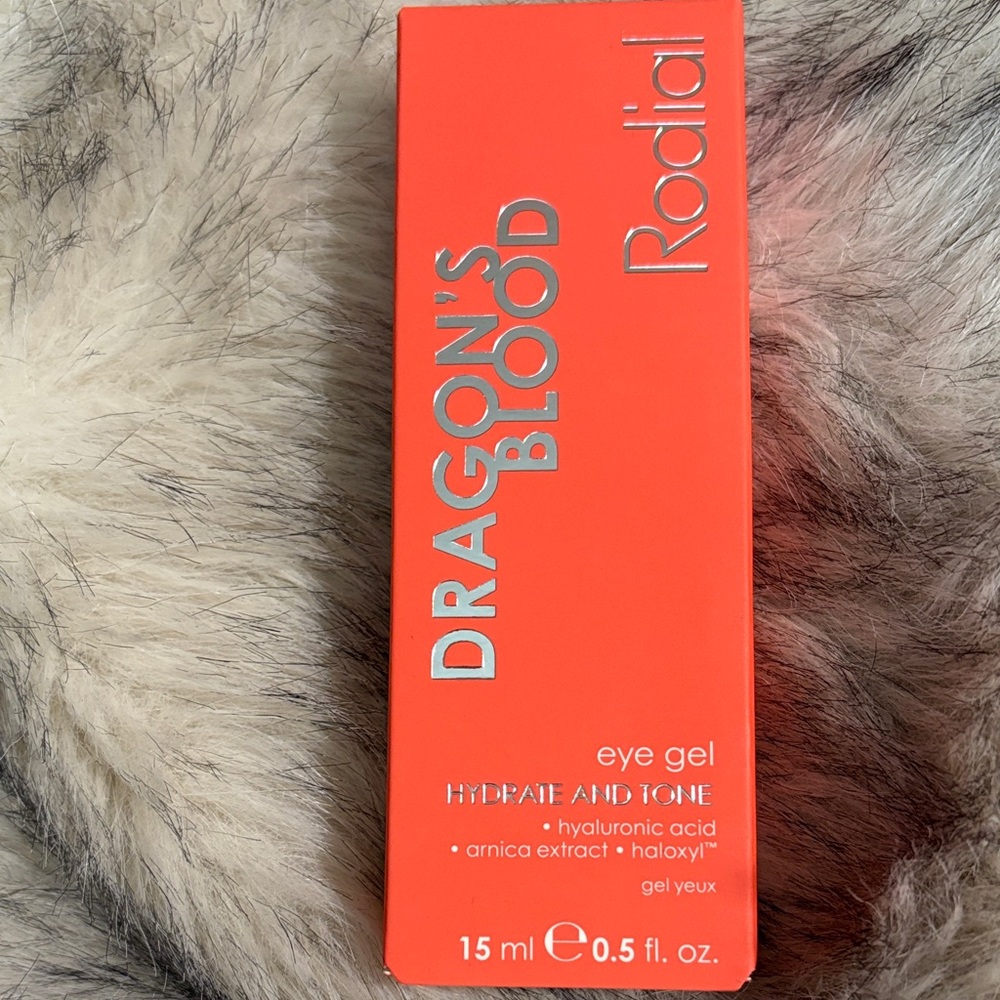 Rodial
DRAGON'S
BLOOD
eye gel
HYDRATE AND TONE
• hyaluronic acid
• arnica extract • haloxyl™
gel yeux
15 ml ℮ 0.5 fl. oz.